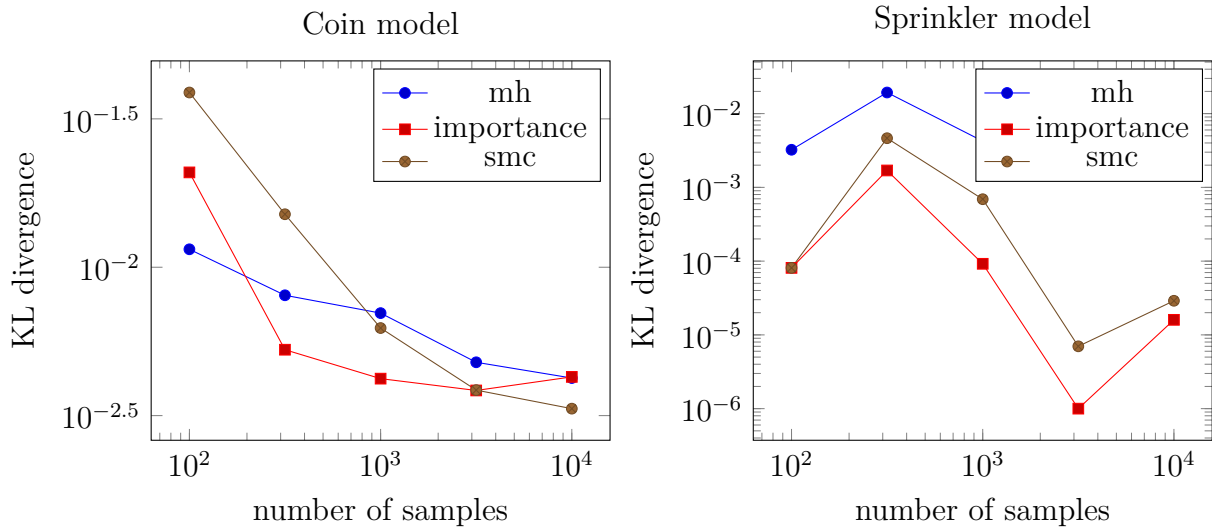 Coin model
10^{-1.5}
10^{-2}
10^{-2.5}
KL divergence
10^2
10^3
10^4
number of samples
mh
importance
smc
Sprinkler model
10^{-2}
10^{-3}
10^{-4}
10^{-5}
10^{-6}
KL divergence
10^2
10^3
10^4
number of samples
mh
importance
smc